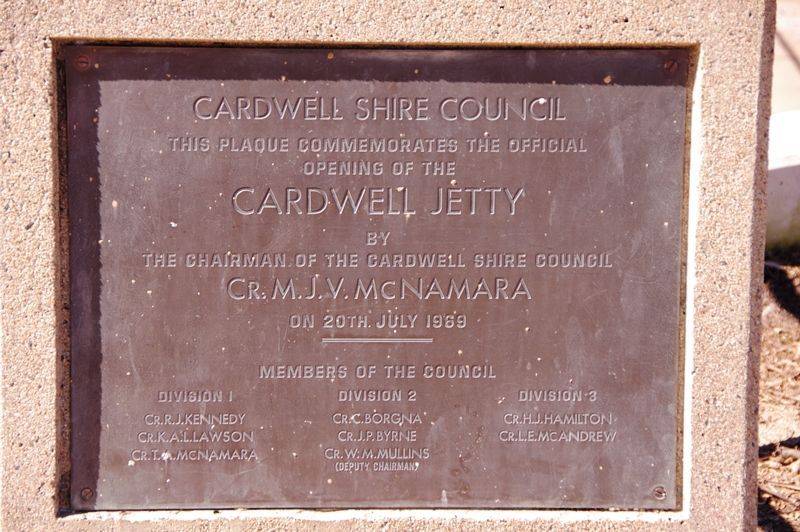 CARDWELL SHIRE COUNCIL
THIS PLAQUE COMMEMORATES THE OFFICIAL
OPENING OF THE
CARDWELL JETTY
BY
THE CHAIRMAN OF THE CARDWELL SHIRE COUNCIL
CR. M.J.V. MCNAMARA
ON 20TH. JULY 1969
MEMBERS OF THE COUNCIL
DIVISION 1
CR.R.J.KENNEDY
CR.K.A.L.LAWSON
CR.T.A.MCNAMARA
DIVISION 2
CR.C.BORGNA
CR.J.P.BYRNE
CR.W.M.MULLINS
(DEPUTY CHAIRMAN)
DIVISION 3
CR.H.J.HAMILTON
CR.L.E.MCANDREW